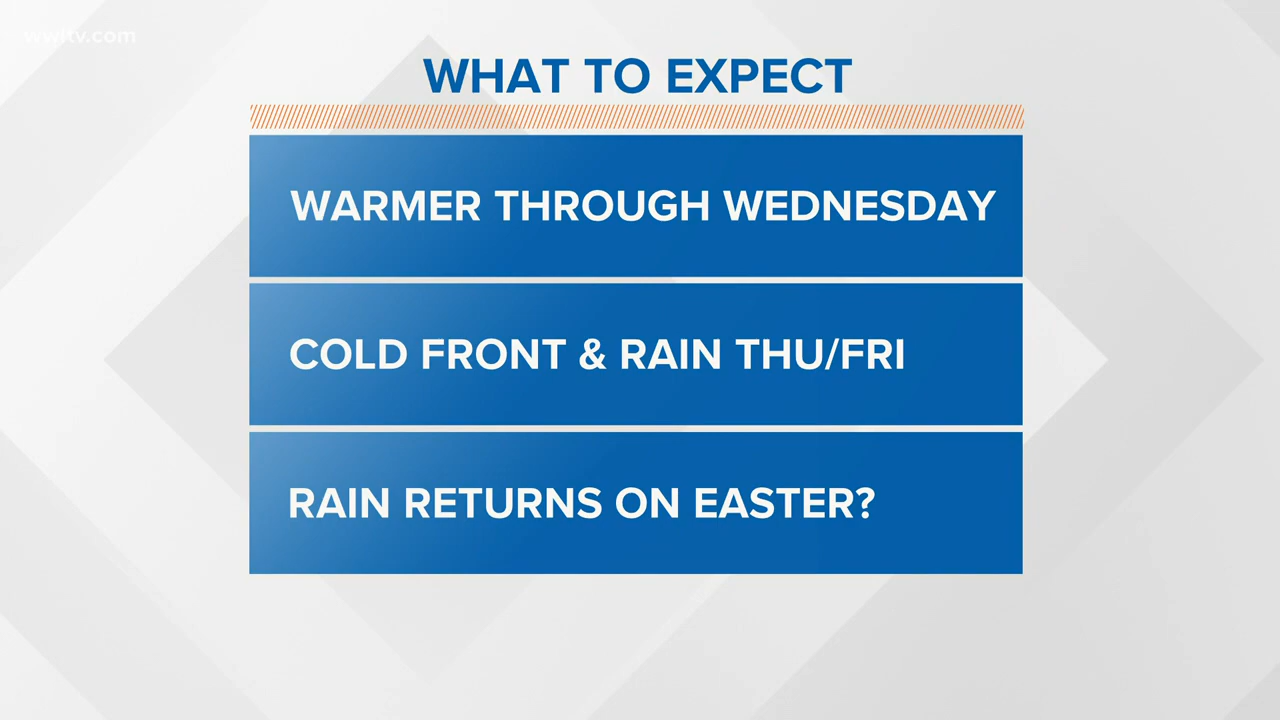 wwltv.com
WHAT TO EXPECT
WARMER THROUGH WEDNESDAY
COLD FRONT & RAIN THU/FRI
RAIN RETURNS ON EASTER?